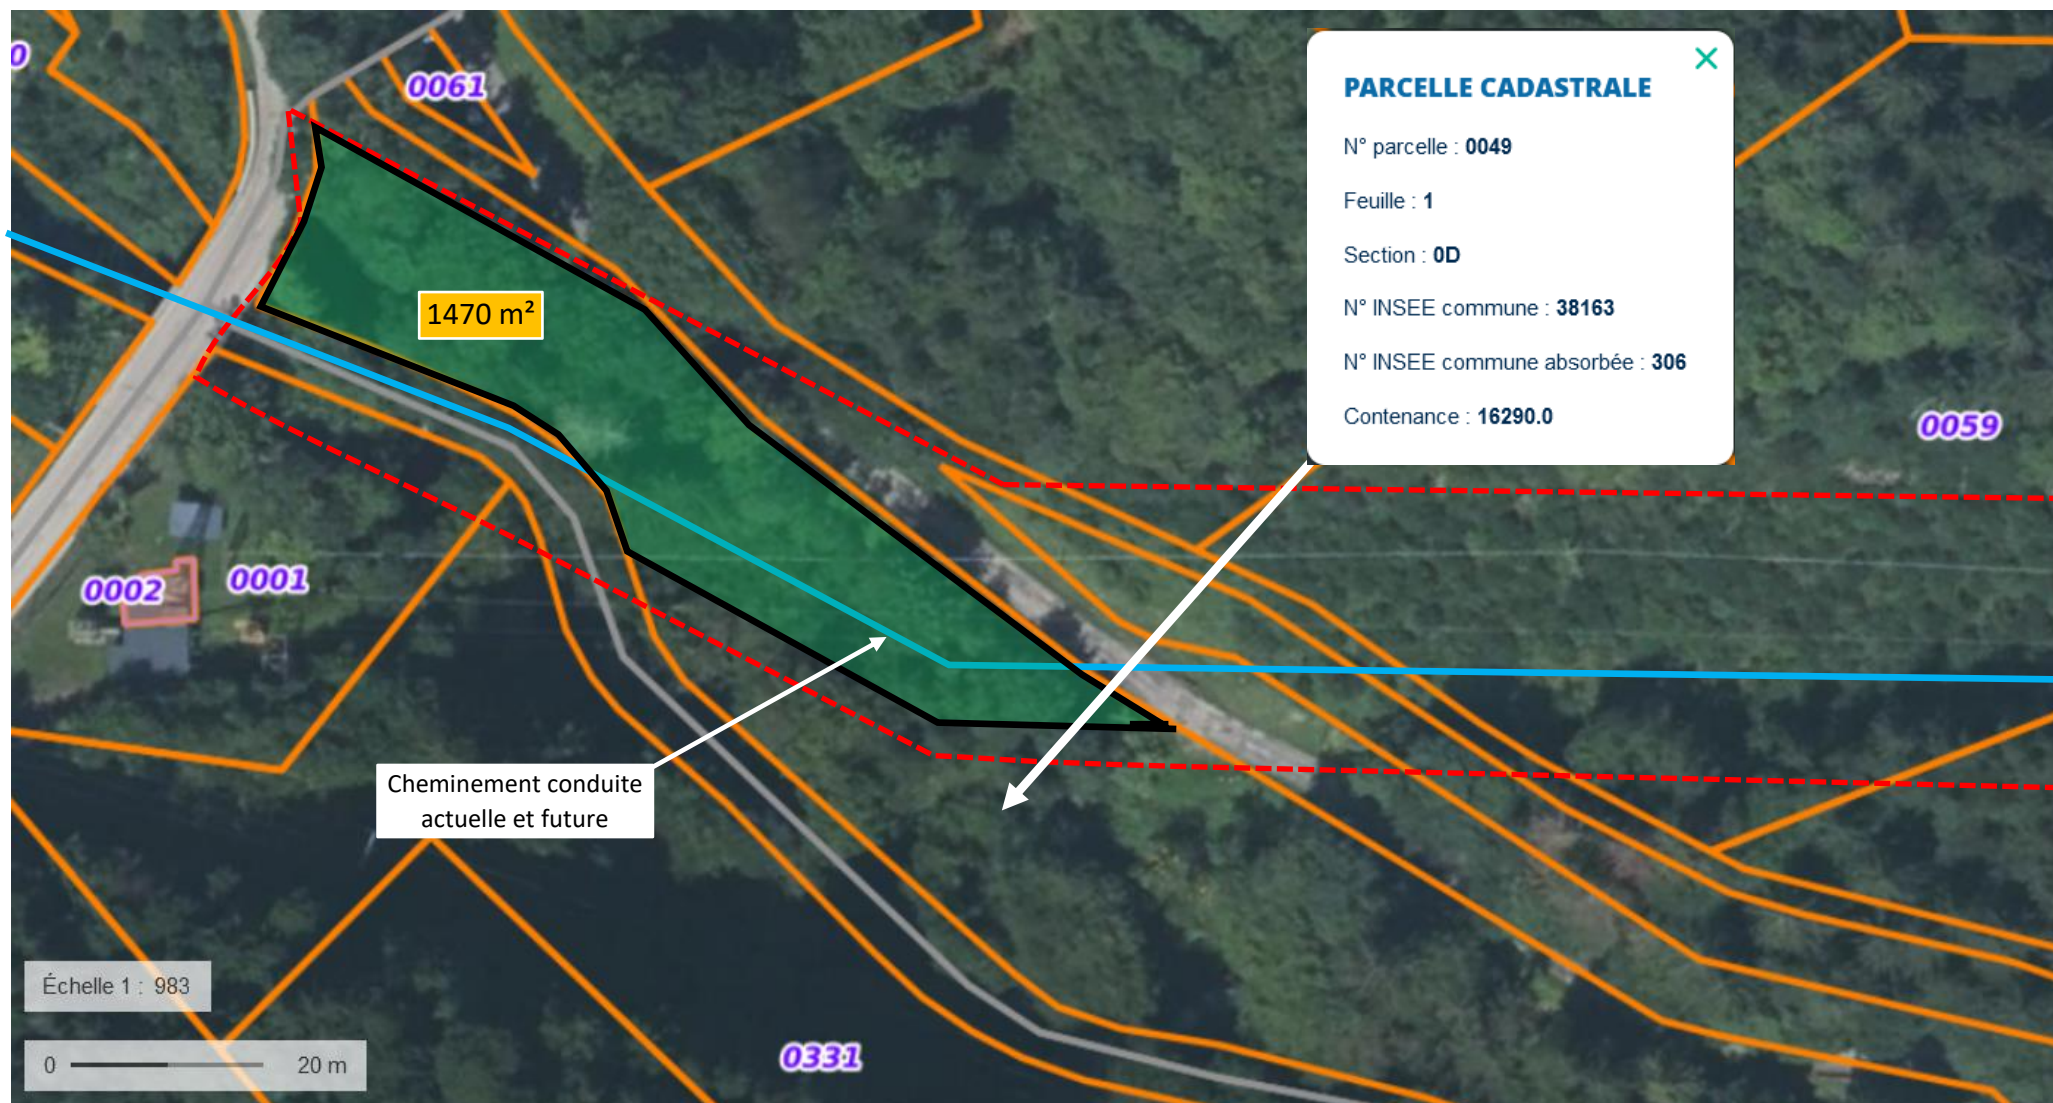 0
0061
PARCELLE CADASTRALE
N° parcelle : 0049
Feuille : 1
Section : 0D
N° INSEE commune : 38163
N° INSEE commune absorbée : 306
Contenance : 16290.0
1470 m²
0059
0002
0001
Cheminement conduite
actuelle et future
Échelle 1 : 983
0 20 m
0331